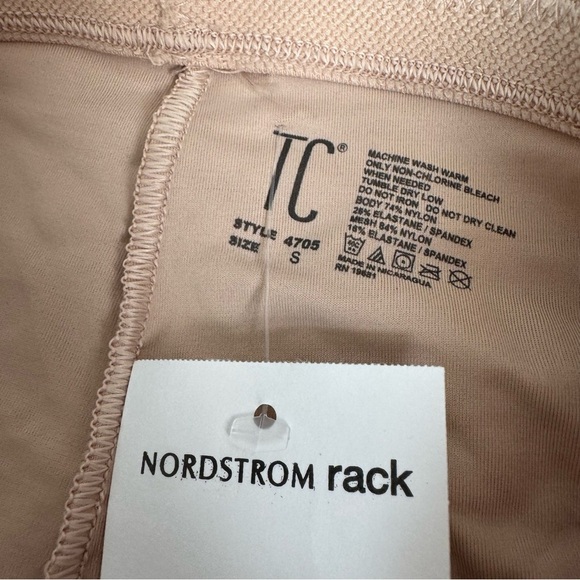 TC®
STYLE 4705
SIZE S
MACHINE WASH WARM
ONLY NON-CHLORINE BLEACH
WHEN NEEDED
TUMBLE DRY LOW
DO NOT IRON DO NOT DRY CLEAN
BODY 74% NYLON
26% ELASTANE / SPANDEX
MESH 84% NYLON
16% ELASTANE / SPANDEX
MADE IN NICARAGUA
RN 19681
NORDSTROM rack